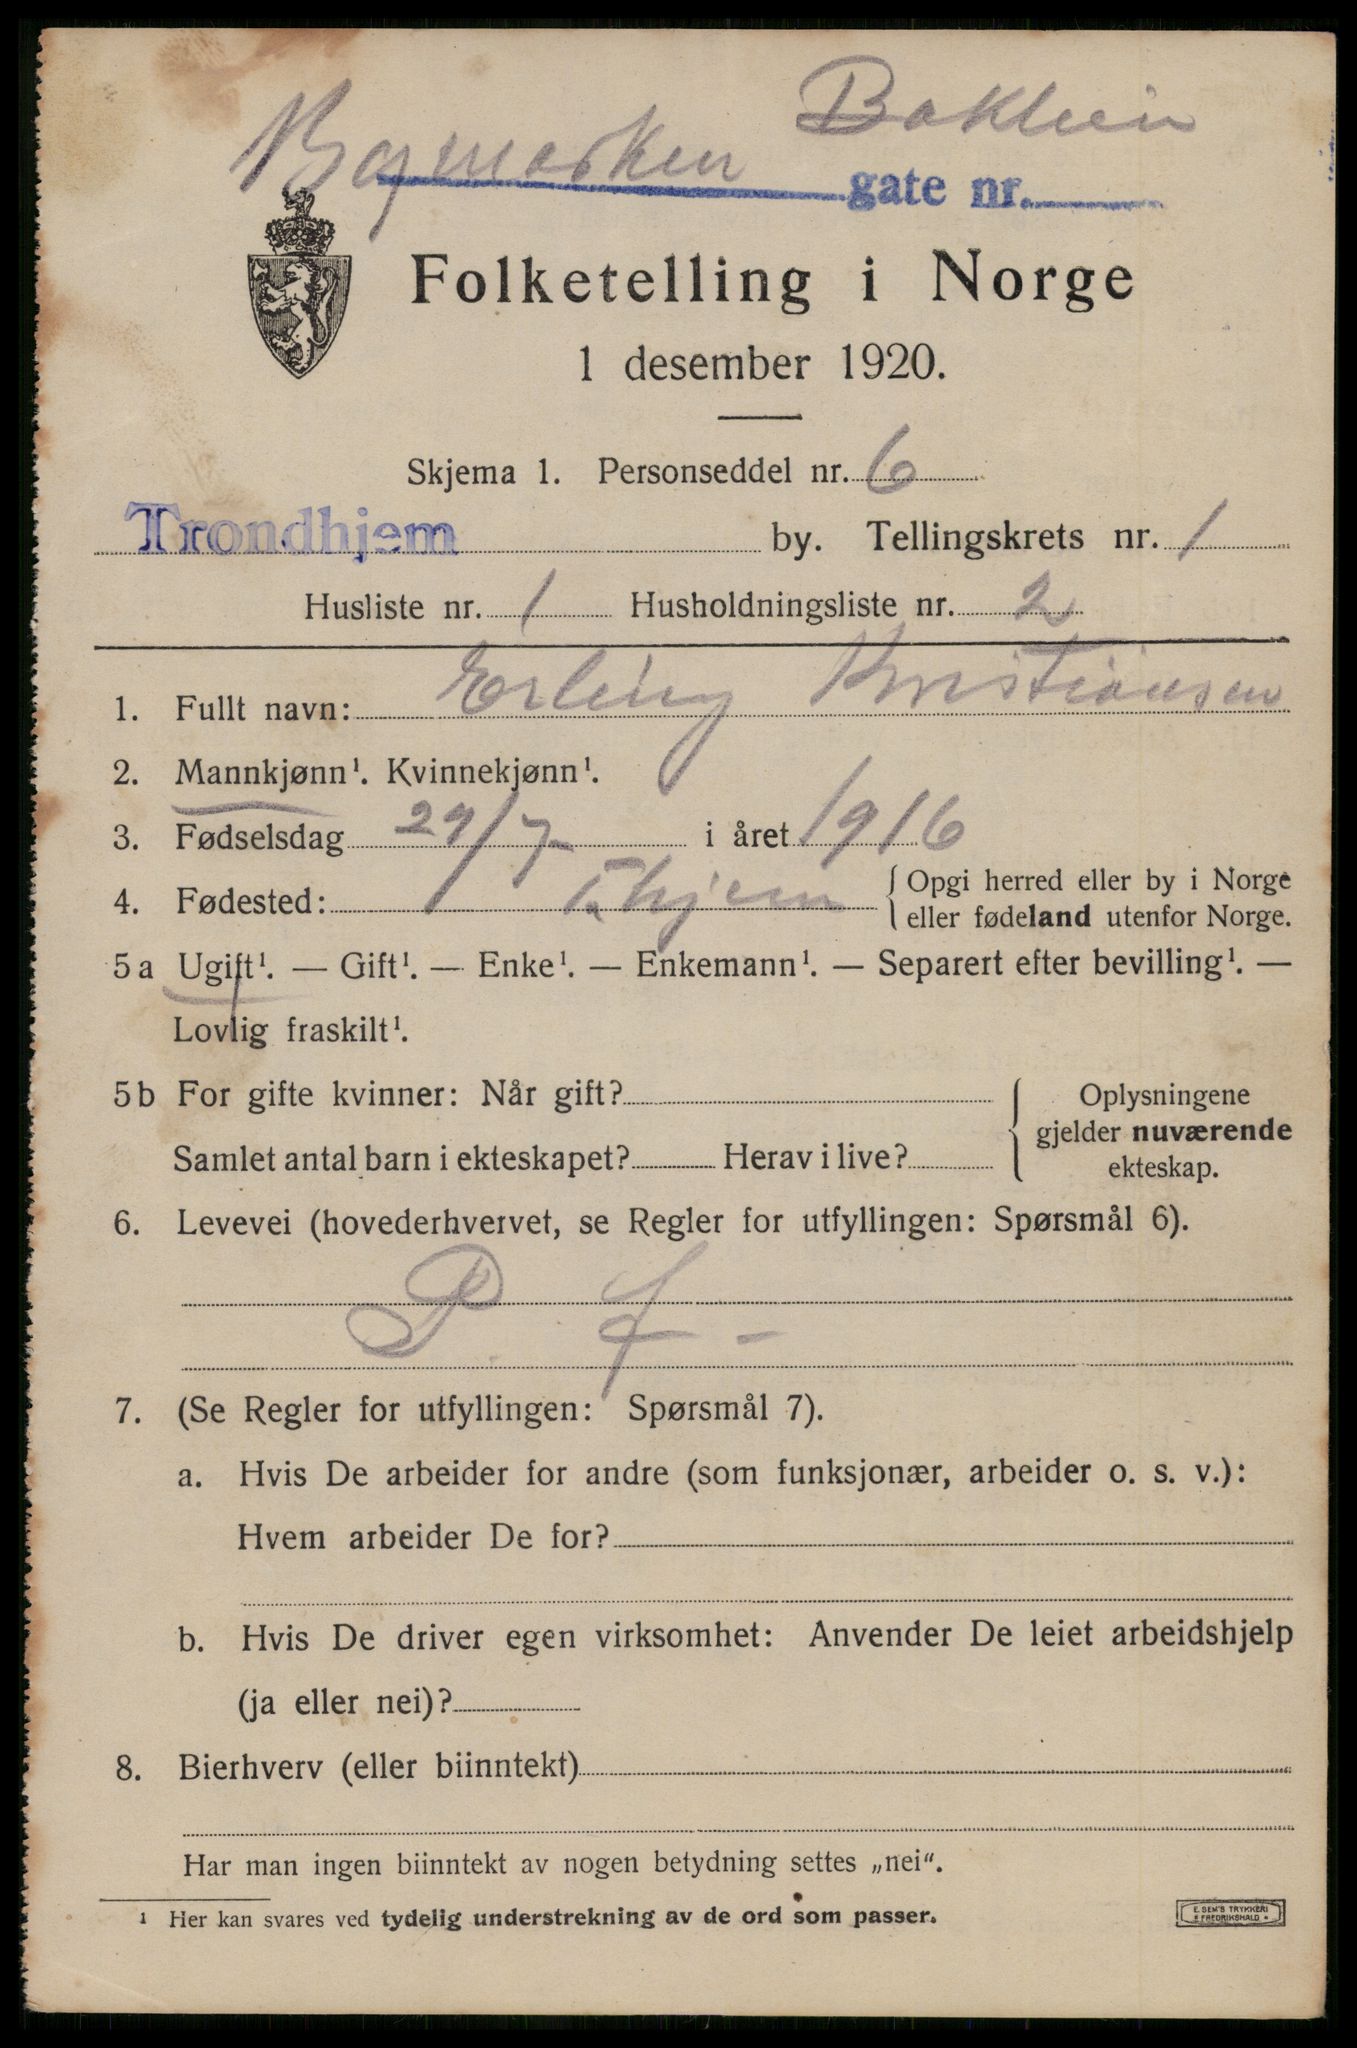 Baklien
Bagmarken gate nr.
Folketelling i Norge
1 desember 1920.
Skjema 1. Personseddel nr. 6
Trondhjem by. Tellingskrets nr. 1
Husliste nr. 1 Husholdningsliste nr. 2
1. Fullt navn: Erling Kristiansen
2. Mannkjønn¹. Kvinnekjønn¹.
3. Fødselsdag 29/7 i året 1916
4. Fødested: T.hjem { Opgi herred eller by i Norge
eller fødeland utenfor Norge.
5a Ugift¹. — Gift¹. — Enke¹. — Enkemann¹. — Separert efter bevilling¹. —
Lovlig fraskilt¹.
5b For gifte kvinner: Når gift?
Samlet antal barn i ekteskapet? Herav i live?
Oplysningene
gjelder nuværende
ekteskap.
6. Levevei (hovederhvervet, se Regler for utfyllingen: Spørsmål 6).
P. f -
7. (Se Regler for utfyllingen: Spørsmål 7).
a. Hvis De arbeider for andre (som funksjonær, arbeider o. s. v.):
Hvem arbeider De for?
b. Hvis De driver egen virksomhet: Anvender De leiet arbeidshjelp
(ja eller nei)?
8. Bierhverv (eller biinntekt)
Har man ingen biinntekt av nogen betydning settes „nei“.
¹ Her kan svares ved tydelig understrekning av de ord som passer.
E. SEM'S TRYKKERI
FREDRIKSHALD